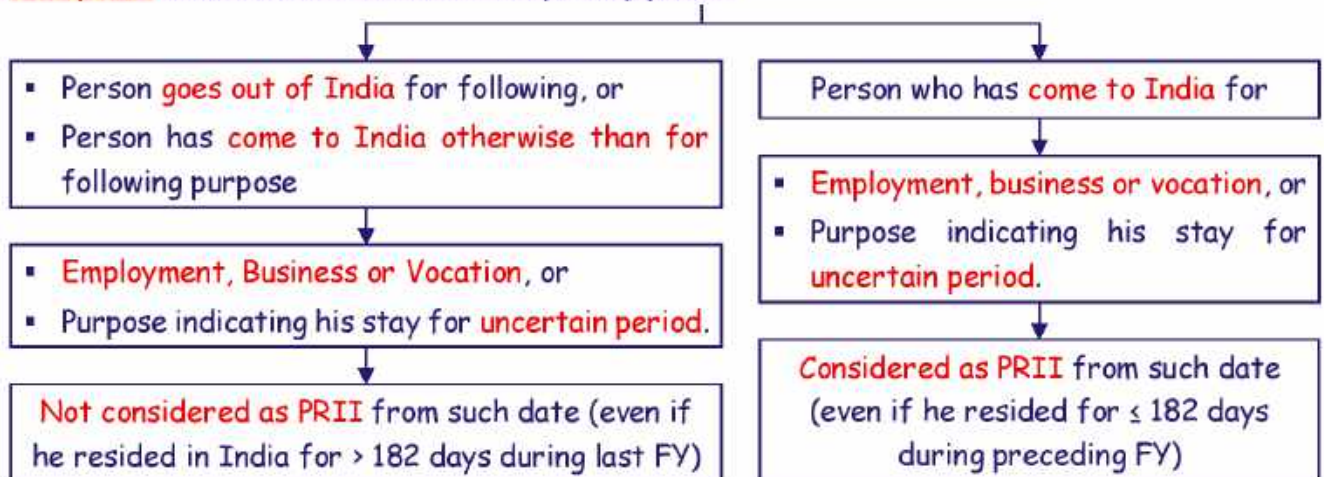 ▪ Person goes out of India for following, or
▪ Person has come to India otherwise than for
following purpose
▪ Employment, Business or Vocation, or
▪ Purpose indicating his stay for uncertain period.
Not considered as PRII from such date (even if
he resided in India for > 182 days during last FY)
Person who has come to India for
▪ Employment, business or vocation, or
▪ Purpose indicating his stay for
uncertain period.
Considered as PRII from such date
(even if he resided for ≤ 182 days
during preceding FY)